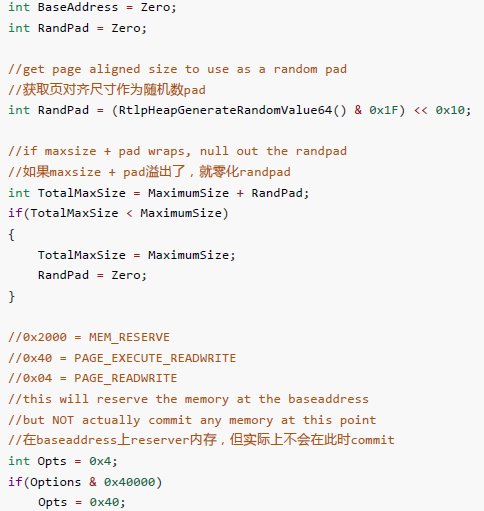 int BaseAddress = Zero;
int RandPad = Zero;
//get page aligned size to use as a random pad
//获取页对齐尺寸作为随机数pad
int RandPad = (RtlpHeapGenerateRandomValue64() & 0x1F) << 0x10;
//if maxsize + pad wraps, null out the randpad
//如果maxsize + pad溢出了，就零化randpad
int TotalMaxSize = MaximumSize + RandPad;
if(TotalMaxSize < MaximumSize)
{
    TotalMaxSize = MaximumSize;
    RandPad = Zero;
}
//0x2000 = MEM_RESERVE
//0x40 = PAGE_EXECUTE_READWRITE
//0x04 = PAGE_READWRITE
//this will reserve the memory at the baseaddress
//but NOT actually commit any memory at this point
//在baseaddress上reserver内存，但实际上不会在此时commit
int Opts = 0x4;
if(Options & 0x40000)
    Opts = 0x40;